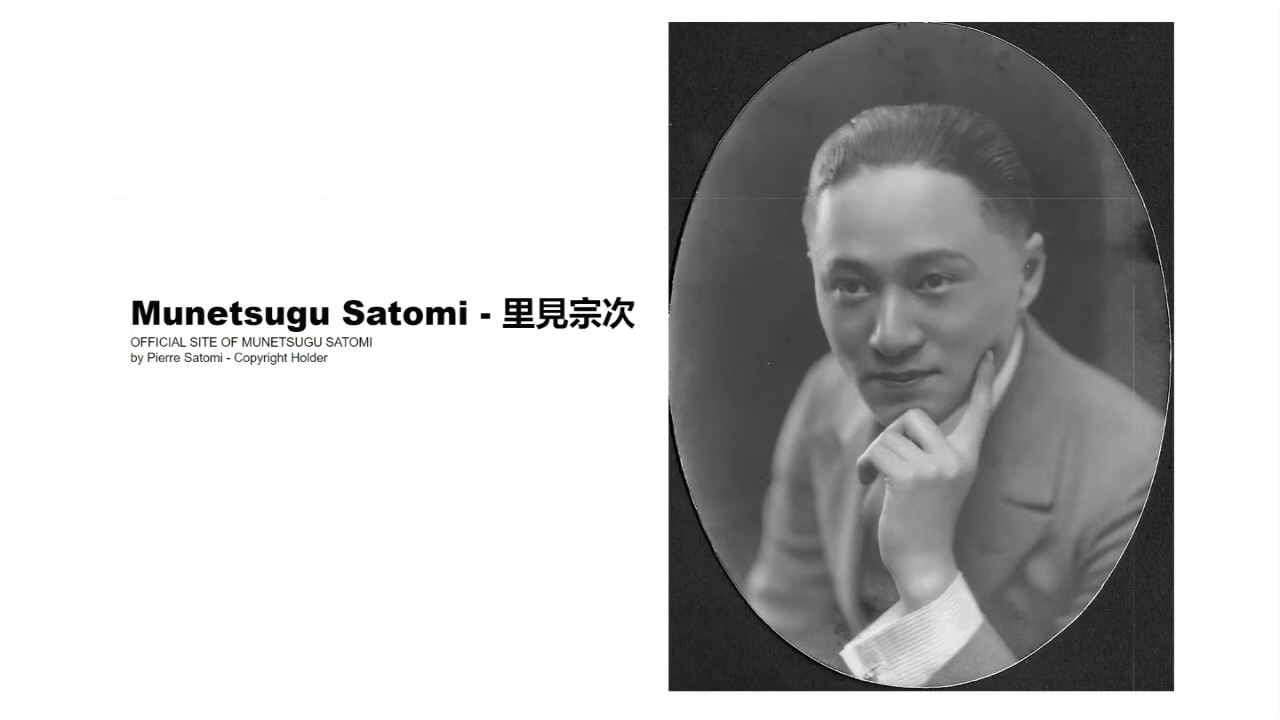 Munetsugu Satomi - 里見宗次
OFFICIAL SITE OF MUNETSUGU SATOMI
by Pierre Satomi - Copyright Holder